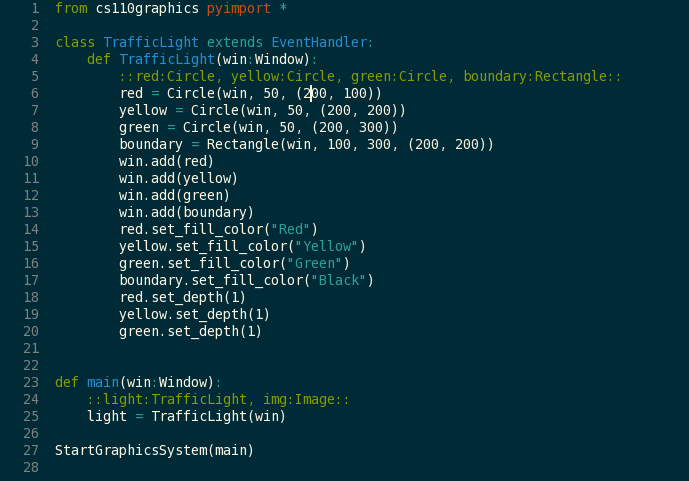 1 from cs110graphics pyimport *
2
3 class TrafficLight extends EventHandler:
4     def TrafficLight(win:Window):
5         ::red:Circle, yellow:Circle, green:Circle, boundary:Rectangle::
6         red = Circle(win, 50, (200, 100))
7         yellow = Circle(win, 50, (200, 200))
8         green = Circle(win, 50, (200, 300))
9         boundary = Rectangle(win, 100, 300, (200, 200))
10         win.add(red)
11         win.add(yellow)
12         win.add(green)
13         win.add(boundary)
14         red.set_fill_color("Red")
15         yellow.set_fill_color("Yellow")
16         green.set_fill_color("Green")
17         boundary.set_fill_color("Black")
18         red.set_depth(1)
19         yellow.set_depth(1)
20         green.set_depth(1)
21
22
23 def main(win:Window):
24     ::light:TrafficLight, img:Image::
25     light = TrafficLight(win)
26
27 StartGraphicsSystem(main)
28